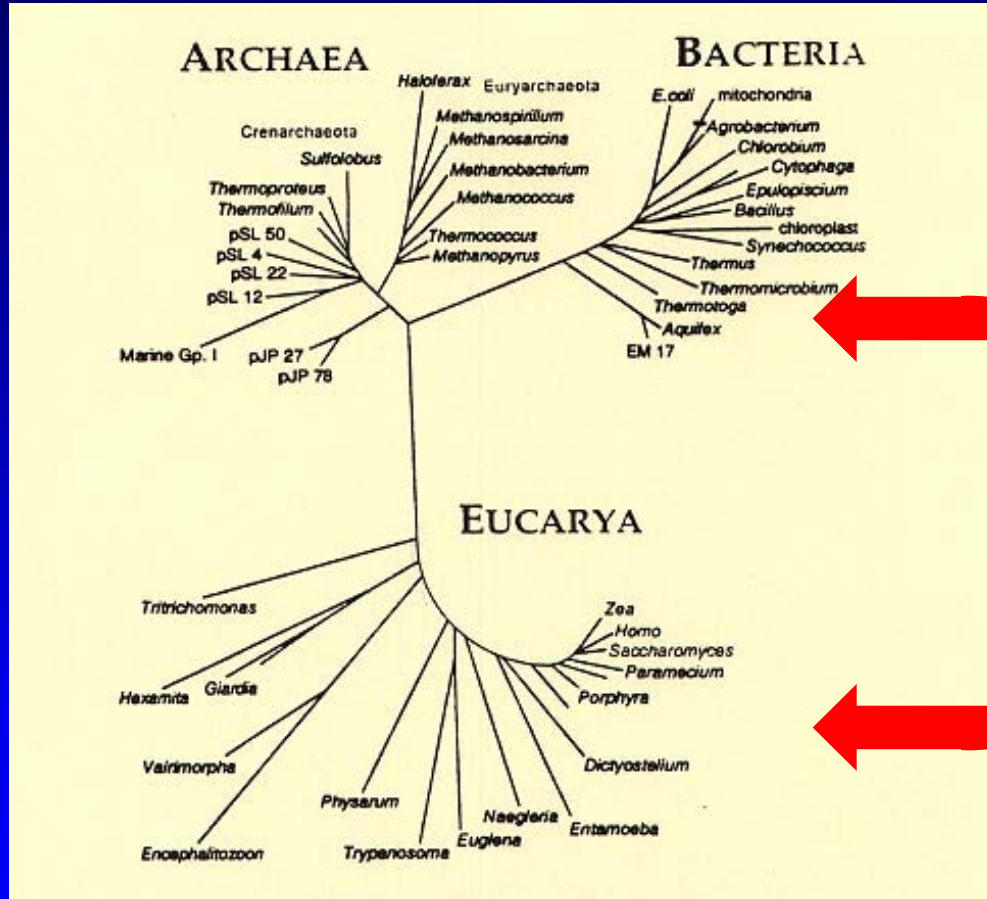 ARCHAEA
BACTERIA
Haloferax
Euryarchaeota
Crenarchaeota
Sulfolobus
Methanospirillum
Methanosarcina
Methanobacterium
Methanococcus
Thermoproteus
Thermofilum
pSL 50
pSL 4
pSL 22
pSL 12
Thermococcus
Methanopyrus
Marine Gp. I
pJP 27
pJP 78
E.coli
mitochondria
Agrobacterium
Chlorobium
Cytophaga
Epulopiscium
Bacillus
chloroplast
Synechococcus
Thermus
Thermomicrobium
Thermotoga
Aquifex
EM 17
EUCARYA
Tritrichomonas
Zea
Homo
Saccharomyces
Paramecium
Porphyra
Hexamita
Giardia
Vairimorpha
Dictyostelium
Physarum
Naegleria
Entamoeba
Euglena
Trypanosoma
Encephalitozoon